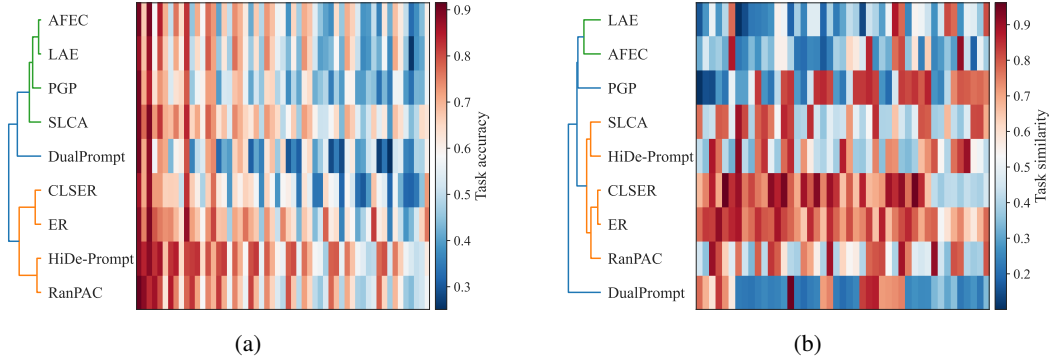 AFEC
LAE
PGP
SLCA
DualPrompt
CLSER
ER
HiDe-Prompt
RanPAC
0.9
0.8
0.7
0.6
0.5
0.4
0.3
Task accuracy
(a)
LAE
AFEC
PGP
SLCA
HiDe-Prompt
CLSER
ER
RanPAC
DualPrompt
0.9
0.8
0.7
0.6
0.5
0.4
0.3
0.2
Task similarity
(b)